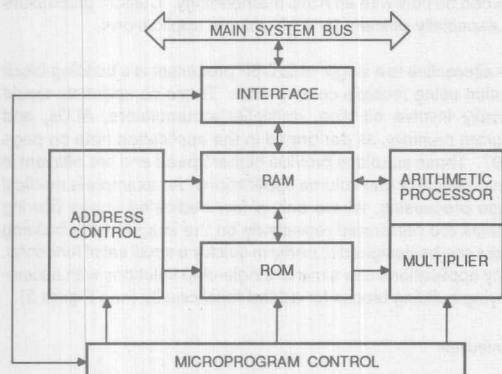 MAIN SYSTEM BUS
INTERFACE
RAM
ARITHMETIC
PROCESSOR
ADDRESS
CONTROL
ROM
MULTIPLIER
MICROPROGRAM CONTROL